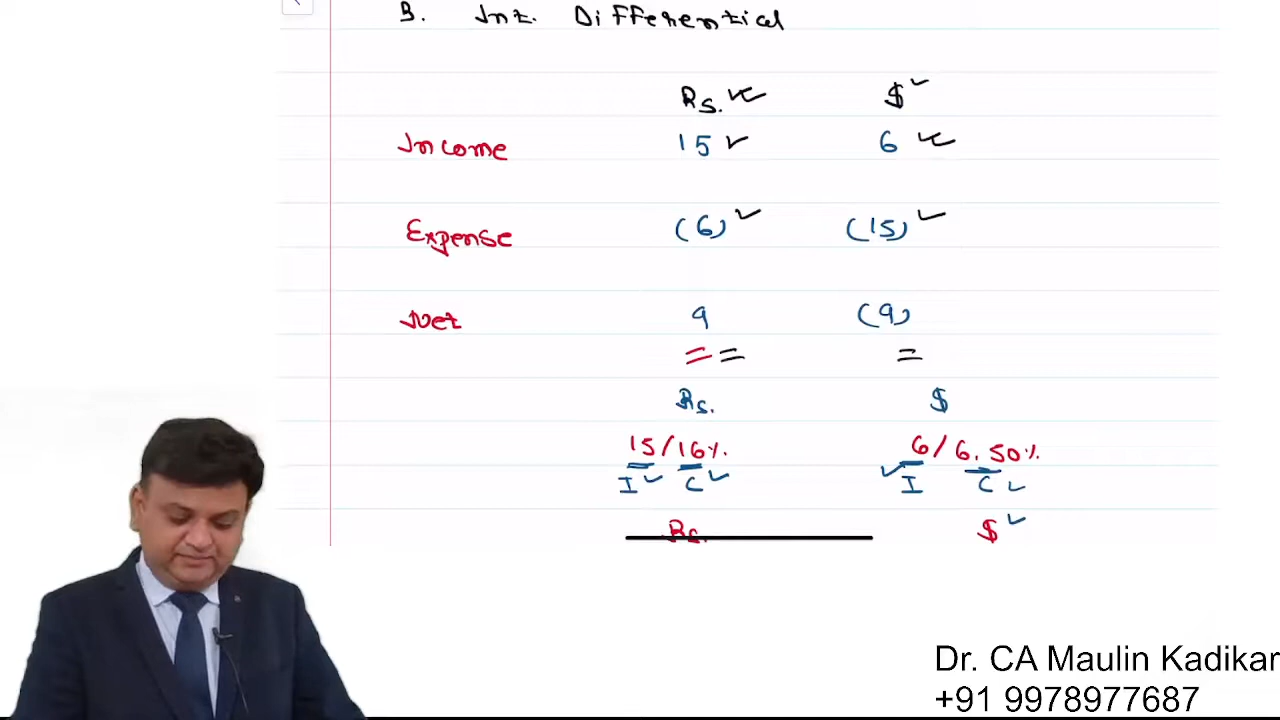 3. Int. Differential
Rs. $
Income 15 6
Expense (6) (15)
Net 9 (9)
Rs. $
15/16% 6/6.50%
I C I C
Rs. $
Dr. CA Maulin Kadikar
+91 9978977687